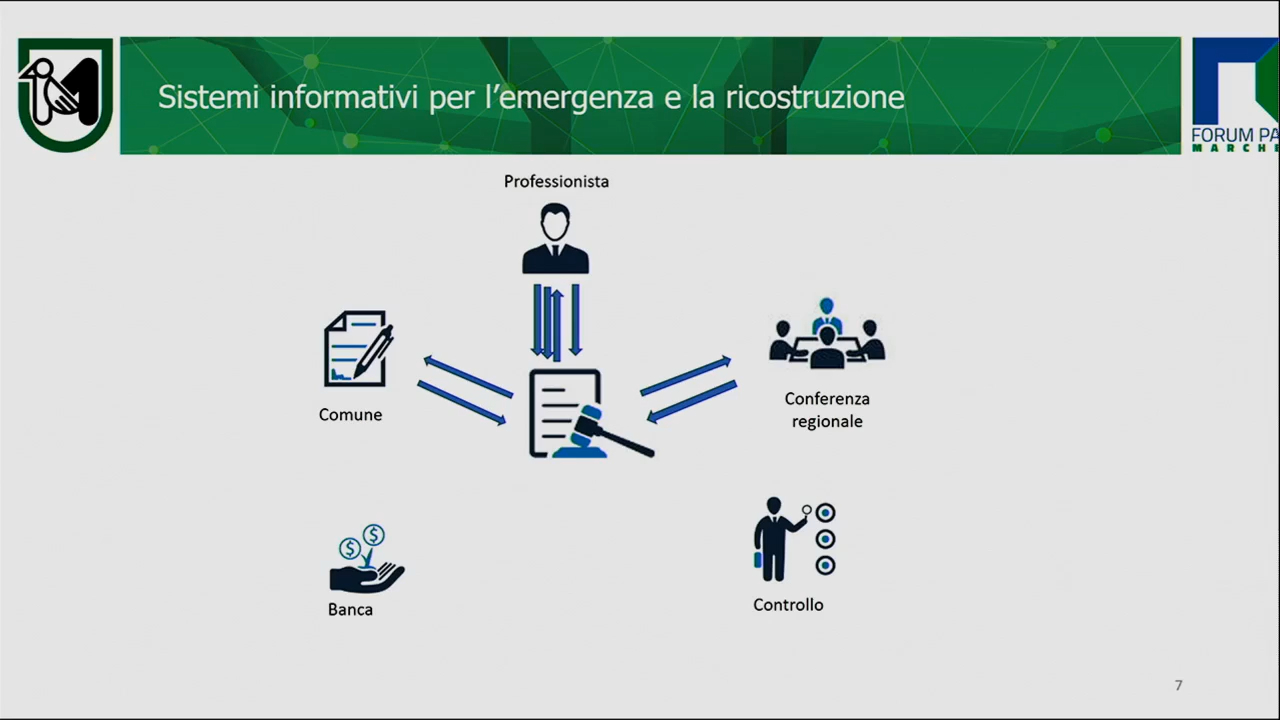 Sistemi informativi per l'emergenza e la ricostruzione
FORUM PA
MARCHE
Professionista
Comune
Conferenza
regionale
Banca
Controllo
7